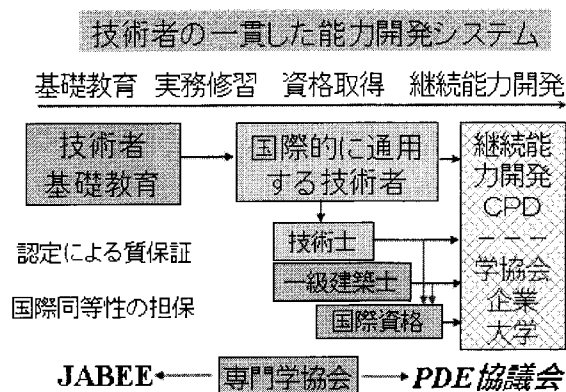 技術者の一貫した能力開発システム
基礎教育 実務修習 資格取得 継続能力開発
技術者
基礎教育
国際的に通用
する技術者
継続能
力開発
CPD
学協会
企業
大学
技術士
一級建築士
国際資格
認定による質保証
国際同等性の担保
JABEE
専門学協会
PDE協議会